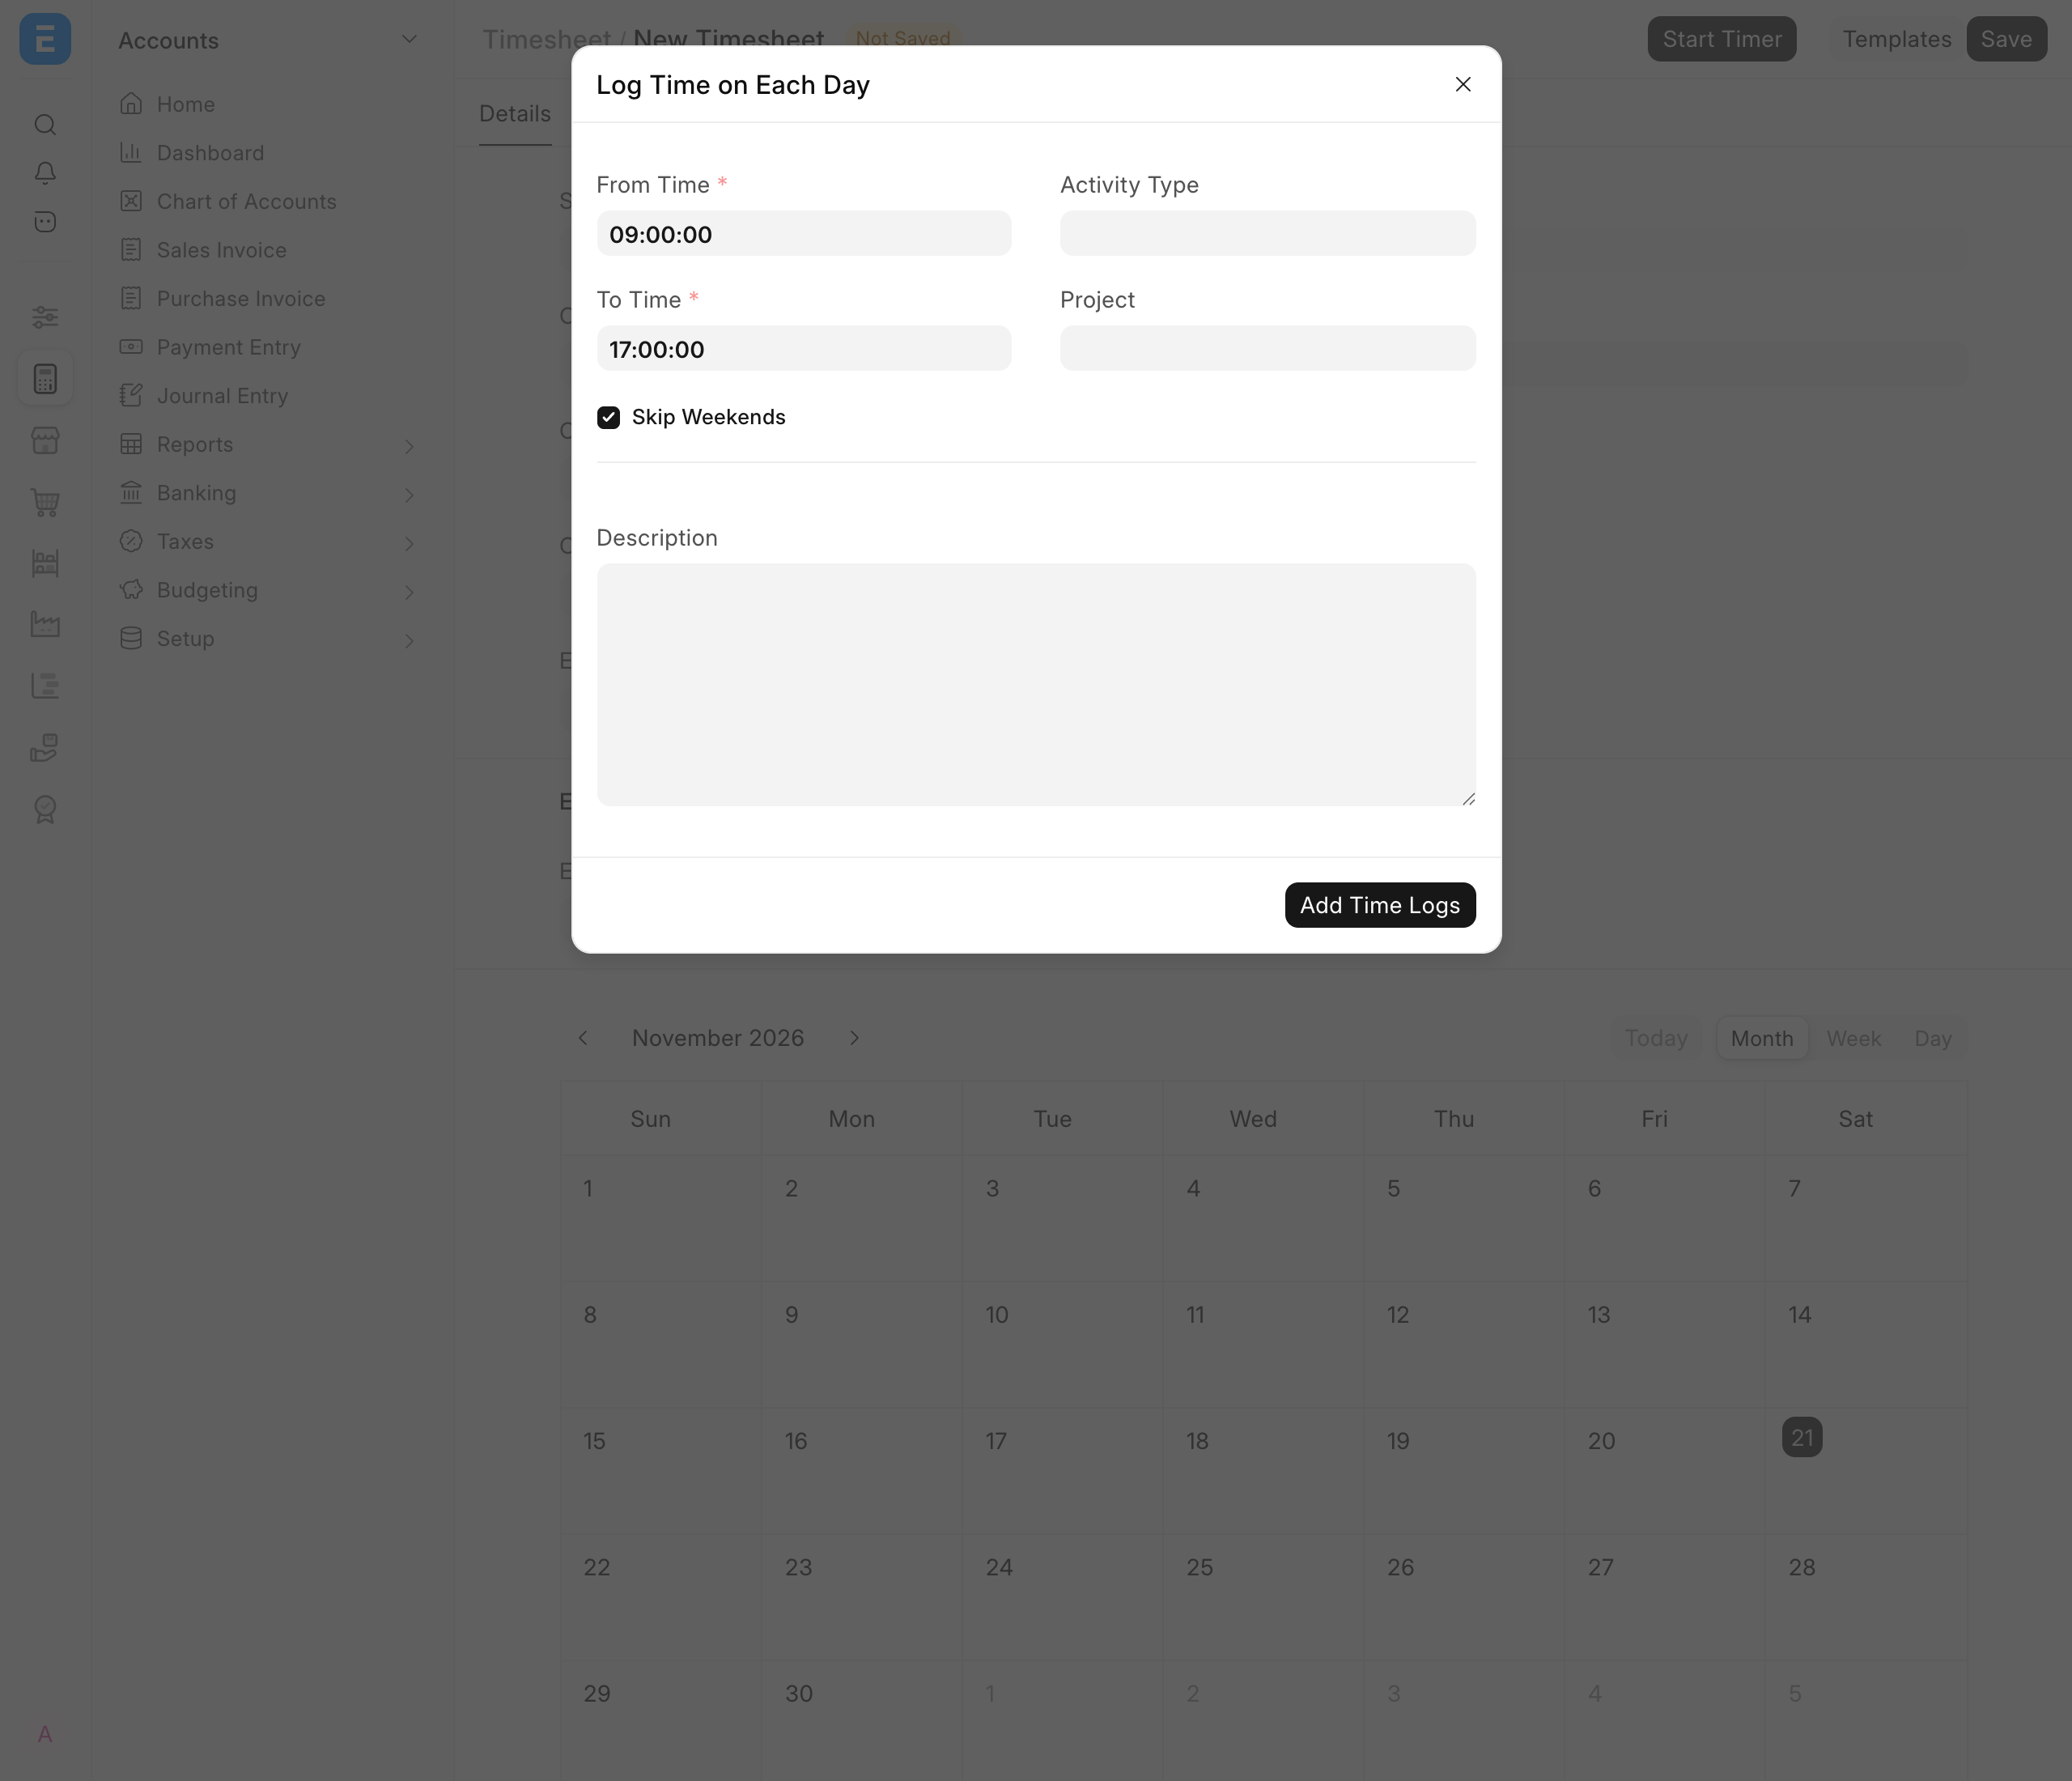 Accounts
Home
Dashboard
Chart of Accounts
Sales Invoice
Purchase Invoice
Payment Entry
Journal Entry
Reports
Banking
Taxes
Budgeting
Setup
A
Timesheet / New Timesheet Not Saved
Start Timer Templates Save
Details
Log Time on Each Day
From Time *
09:00:00
Activity Type
To Time *
17:00:00
Project
Skip Weekends
Description
Add Time Logs
November 2026
Today Month Week Day
Sun Mon Tue Wed Thu Fri Sat
1 2 3 4 5 6 7
8 9 10 11 12 13 14
15 16 17 18 19 20 21
22 23 24 25 26 27 28
29 30 1 2 3 4 5